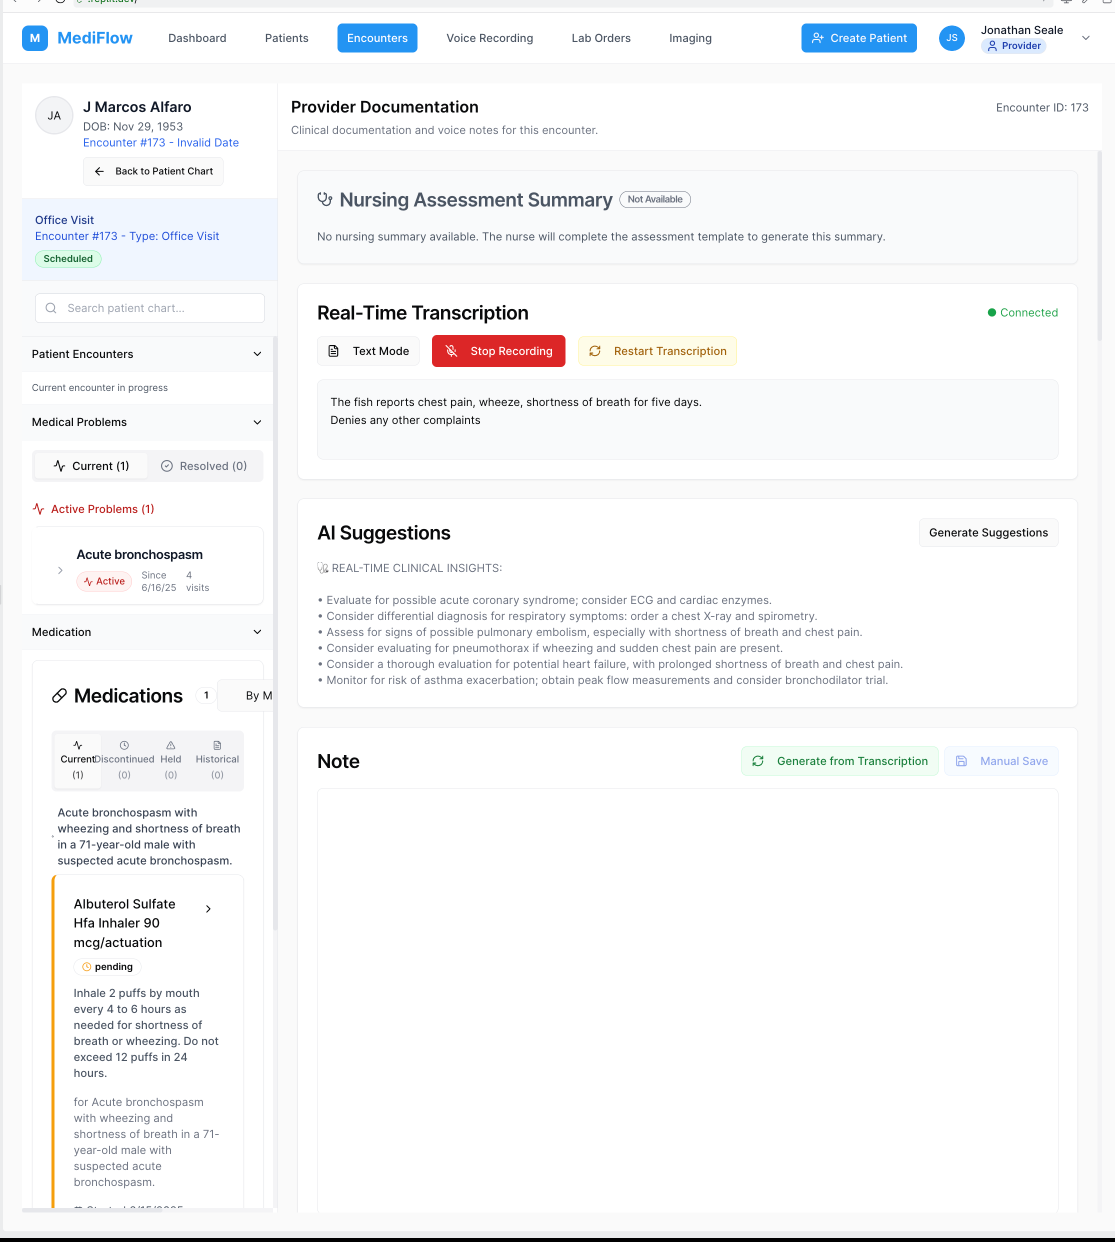 M MediFlow
Dashboard
Patients
Encounters
Voice Recording
Lab Orders
Imaging
Create Patient
JS
Jonathan Seale
Provider
JA
J Marcos Alfaro
DOB: Nov 29, 1953
Encounter #173 - Invalid Date
Back to Patient Chart
Office Visit
Encounter #173 - Type: Office Visit
Scheduled
Search patient chart...
Patient Encounters
Current encounter in progress
Medical Problems
Current (1)
Resolved (0)
Active Problems (1)
Acute bronchospasm
Active
Since
6/16/25
4
visits
Medication
Medications
1
By M
Current
(1)
Discontinued
(0)
Held
(0)
Historical
(0)
Acute bronchospasm with
wheezing and shortness of breath
in a 71-year-old male with
suspected acute bronchospasm.
Albuterol Sulfate
Hfa Inhaler 90
mcg/actuation
pending
Inhale 2 puffs by mouth
every 4 to 6 hours as
needed for shortness of
breath or wheezing. Do not
exceed 12 puffs in 24
hours.
for Acute bronchospasm
with wheezing and
shortness of breath in a 71-
year-old male with
suspected acute
bronchospasm.
Provider Documentation
Encounter ID: 173
Clinical documentation and voice notes for this encounter.
Nursing Assessment Summary
Not Available
No nursing summary available. The nurse will complete the assessment template to generate this summary.
Real-Time Transcription
Connected
Text Mode
Stop Recording
Restart Transcription
The fish reports chest pain, wheeze, shortness of breath for five days.
Denies any other complaints
AI Suggestions
Generate Suggestions
REAL-TIME CLINICAL INSIGHTS:
• Evaluate for possible acute coronary syndrome; consider ECG and cardiac enzymes.
• Consider differential diagnosis for respiratory symptoms: order a chest X-ray and spirometry.
• Assess for signs of possible pulmonary embolism, especially with shortness of breath and chest pain.
• Consider evaluating for pneumothorax if wheezing and sudden chest pain are present.
• Consider a thorough evaluation for potential heart failure, with prolonged shortness of breath and chest pain.
• Monitor for risk of asthma exacerbation; obtain peak flow measurements and consider bronchodilator trial.
Note
Generate from Transcription
Manual Save